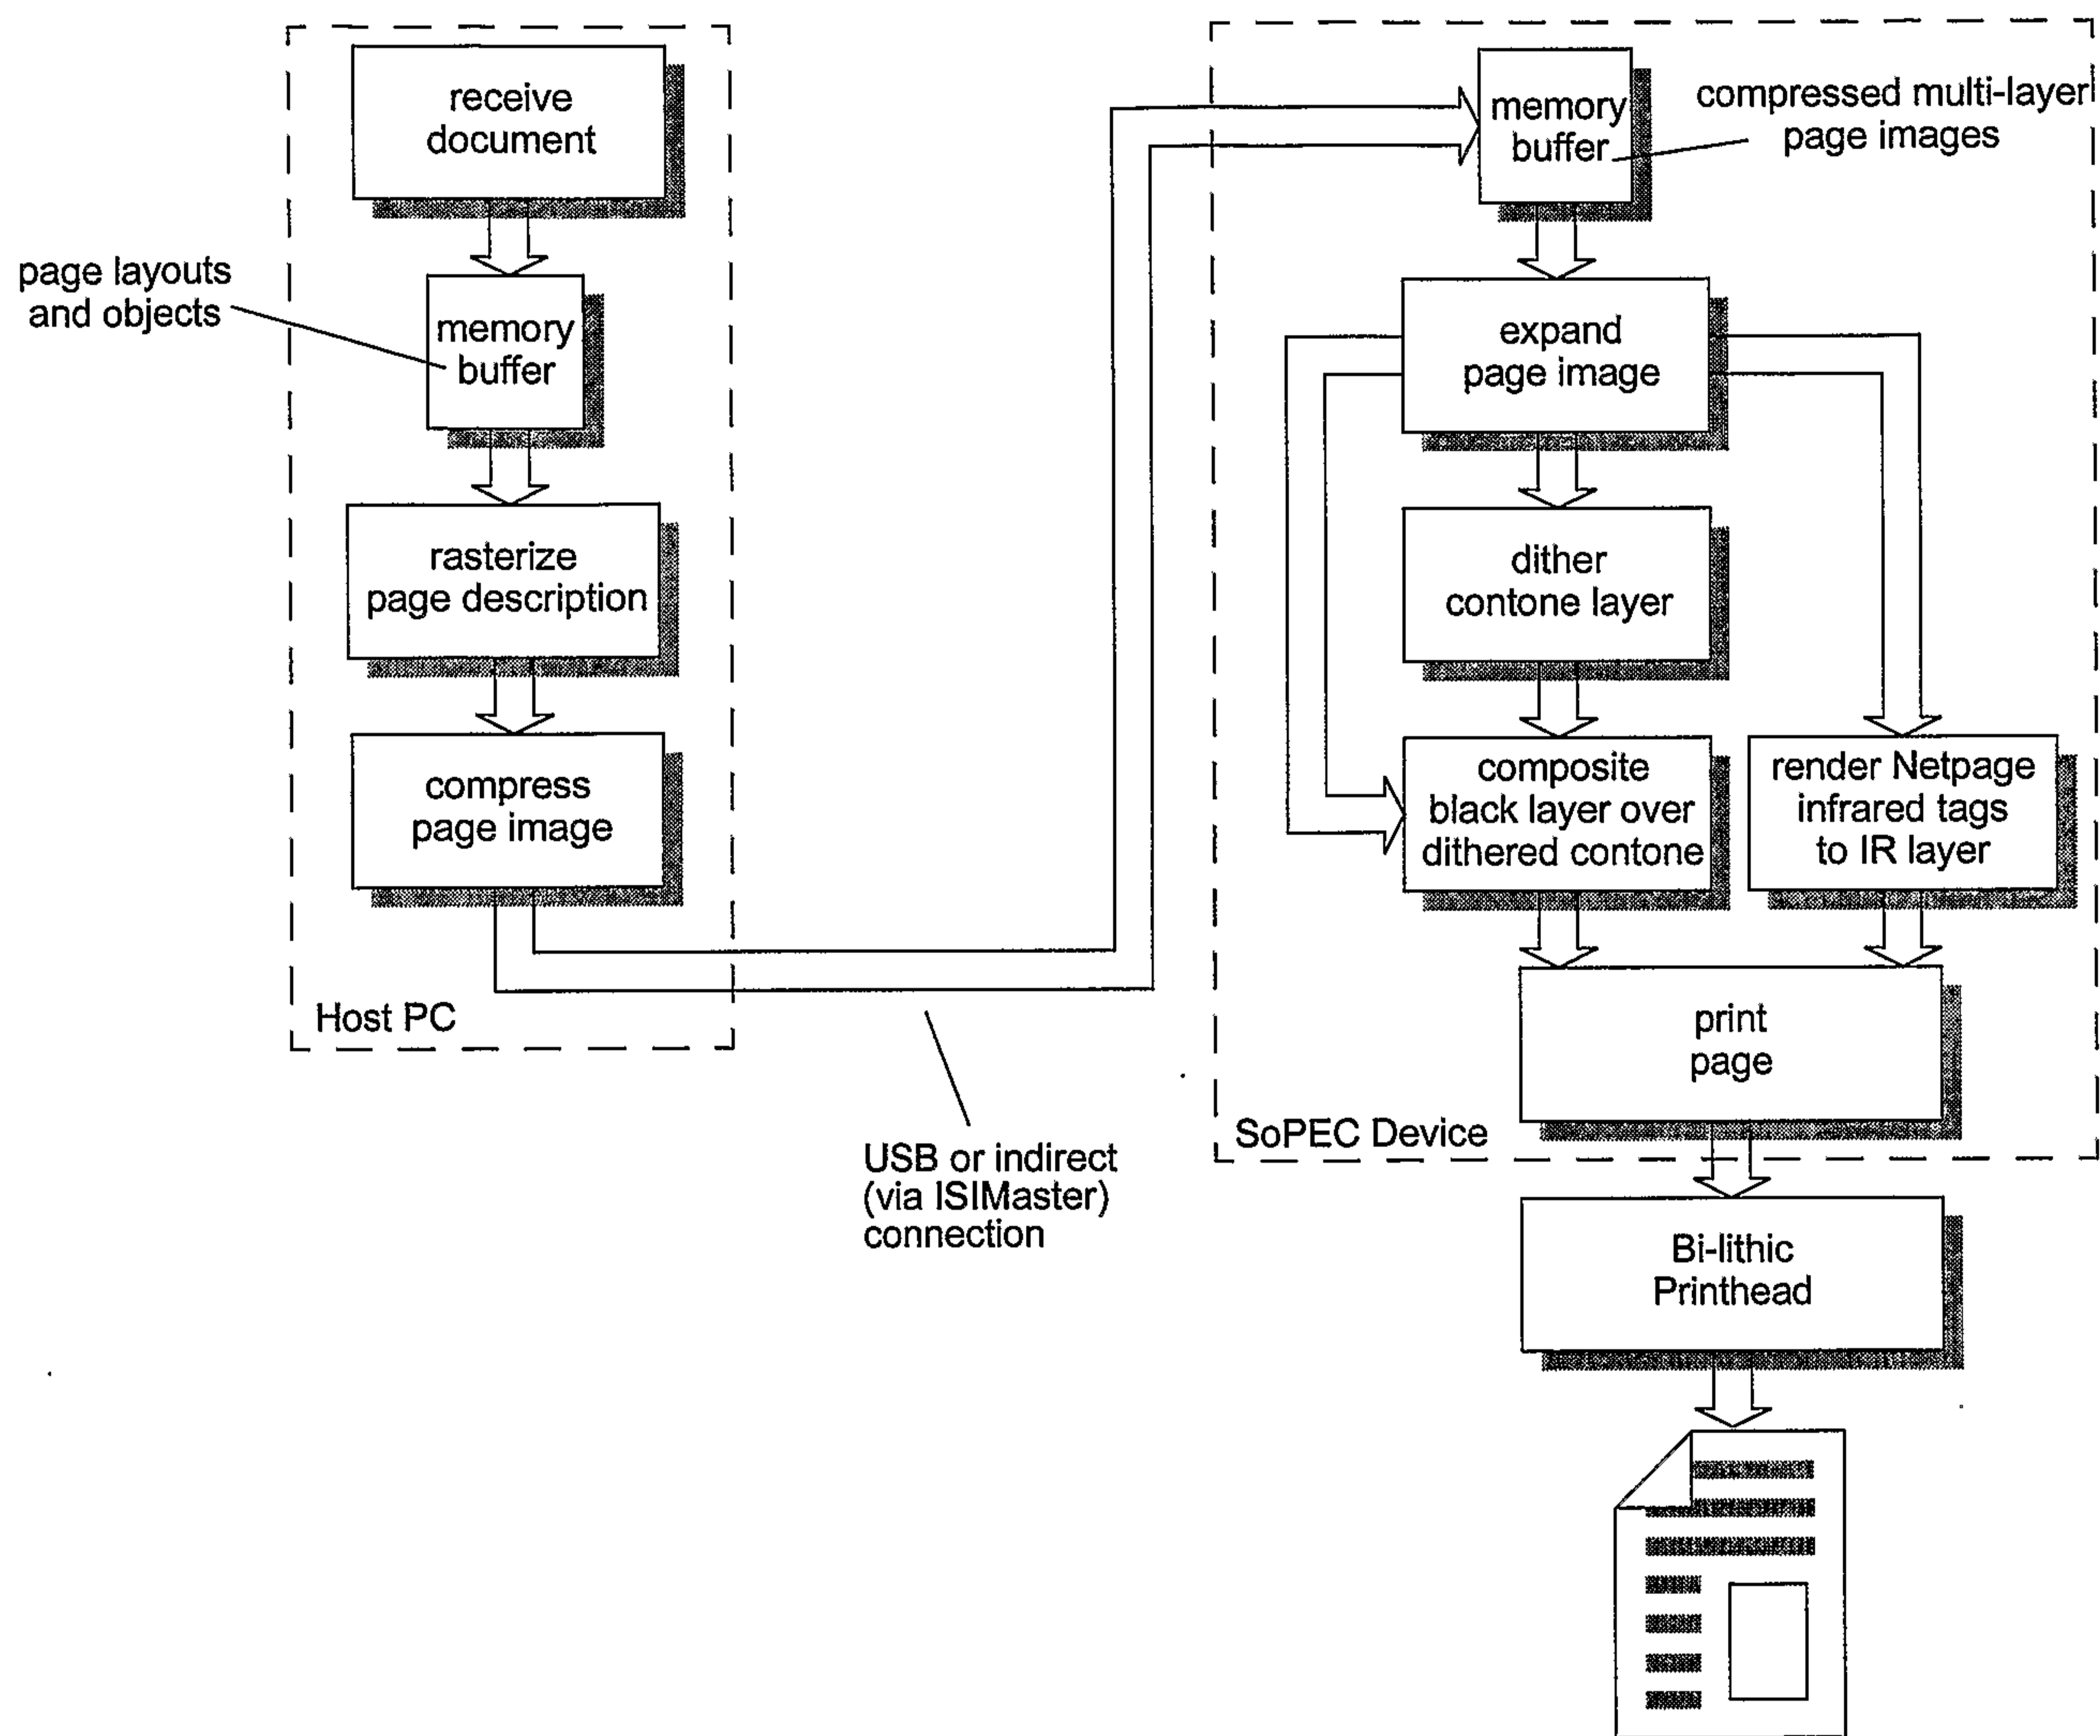 receive
document
page layouts
and objects
memory
buffer
rasterize
page description
compress
page image
Host PC
USB or indirect
(via ISIMaster)
connection
memory
buffer
compressed multi-layer
page images
expand
page image
dither
contone layer
composite
black layer over
dithered contone
render Netpage
infrared tags
to IR layer
print
page
SoPEC Device
Bi-lithic
Printhead